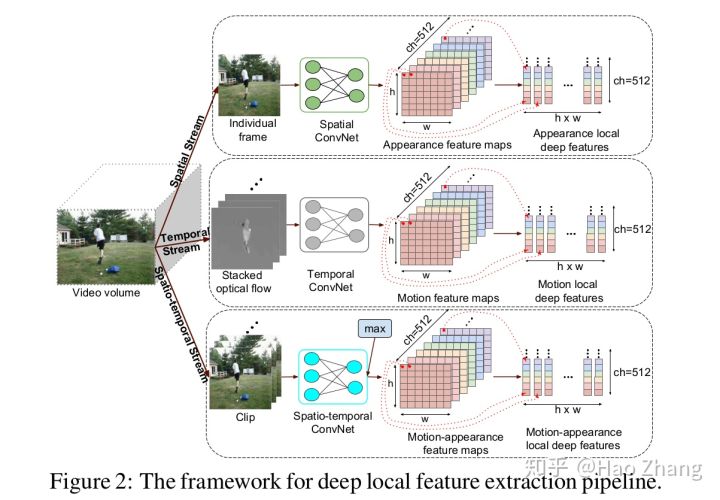 Spatial Stream
Individual
frame
Spatial
ConvNet
ch=512
h
w
Appearance feature maps
ch=512
h x w
Appearance local
deep features
Video volume
Temporal
Stream
Stacked
optical flow
Temporal
ConvNet
ch=512
h
w
Motion feature maps
ch=512
h x w
Motion local
deep features
Spatio-temporal
Stream
Clip
Spatio-temporal
ConvNet
max
ch=512
h
w
Motion-appearance
feature maps
ch=512
h x w
Motion-appearance
local deep features
知乎 @Hao Zhang
Figure 2: The framework for deep local feature extraction pipeline.